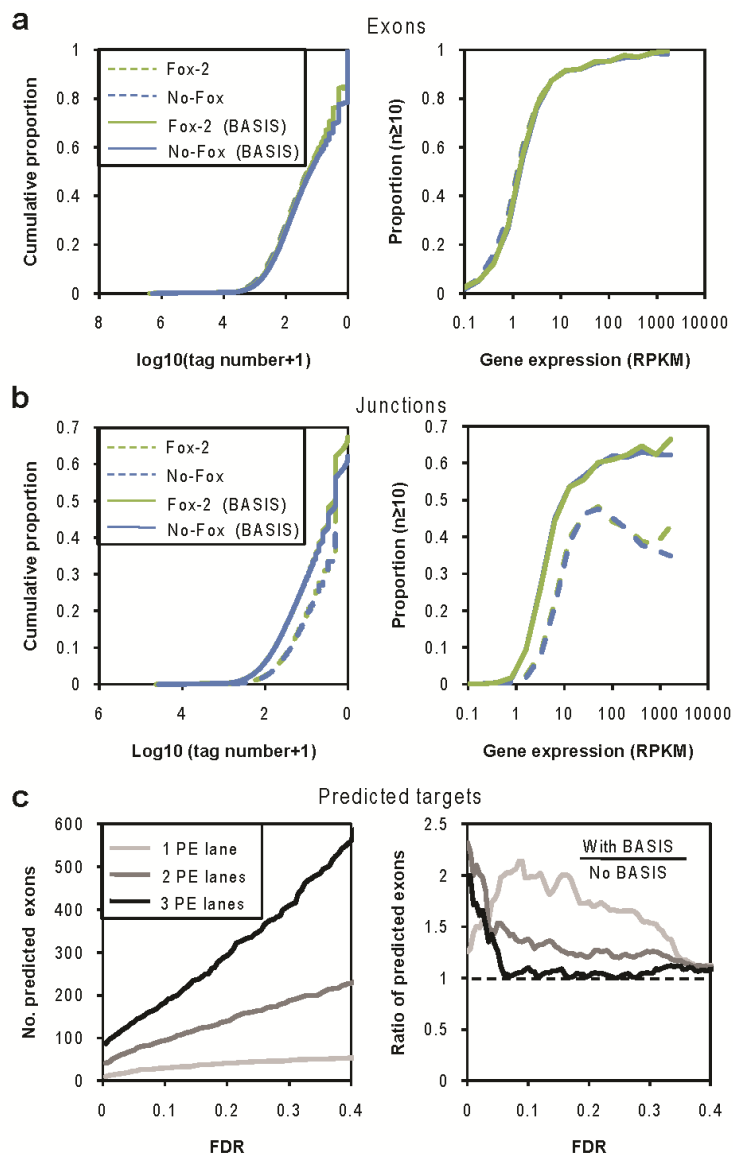 a
Exons
Cumulative proportion
1
0.8
0.6
0.4
0.2
0
Fox-2
No-Fox
Fox-2 (BASIS)
No-Fox (BASIS)
8 6 4 2 0
log10(tag number+1)
Proportion (n≥10)
1
0.8
0.6
0.4
0.2
0
0.1 1 10 100 1000 10000
Gene expression (RPKM)
b
Junctions
Cumulative proportion
0.7
0.6
0.5
0.4
0.3
0.2
0.1
0
Fox-2
No-Fox
Fox-2 (BASIS)
No-Fox (BASIS)
6 4 2 0
Log10 (tag number+1)
Proportion (n≥10)
0.7
0.6
0.5
0.4
0.3
0.2
0.1
0
0.1 1 10 100 1000 10000
Gene expression (RPKM)
c
Predicted targets
No. predicted exons
600
500
400
300
200
100
0
1 PE lane
2 PE lanes
3 PE lanes
0 0.1 0.2 0.3 0.4
FDR
Ratio of predicted exons
2.5
2
1.5
1
0.5
0
With BASIS
No BASIS
0 0.1 0.2 0.3 0.4
FDR